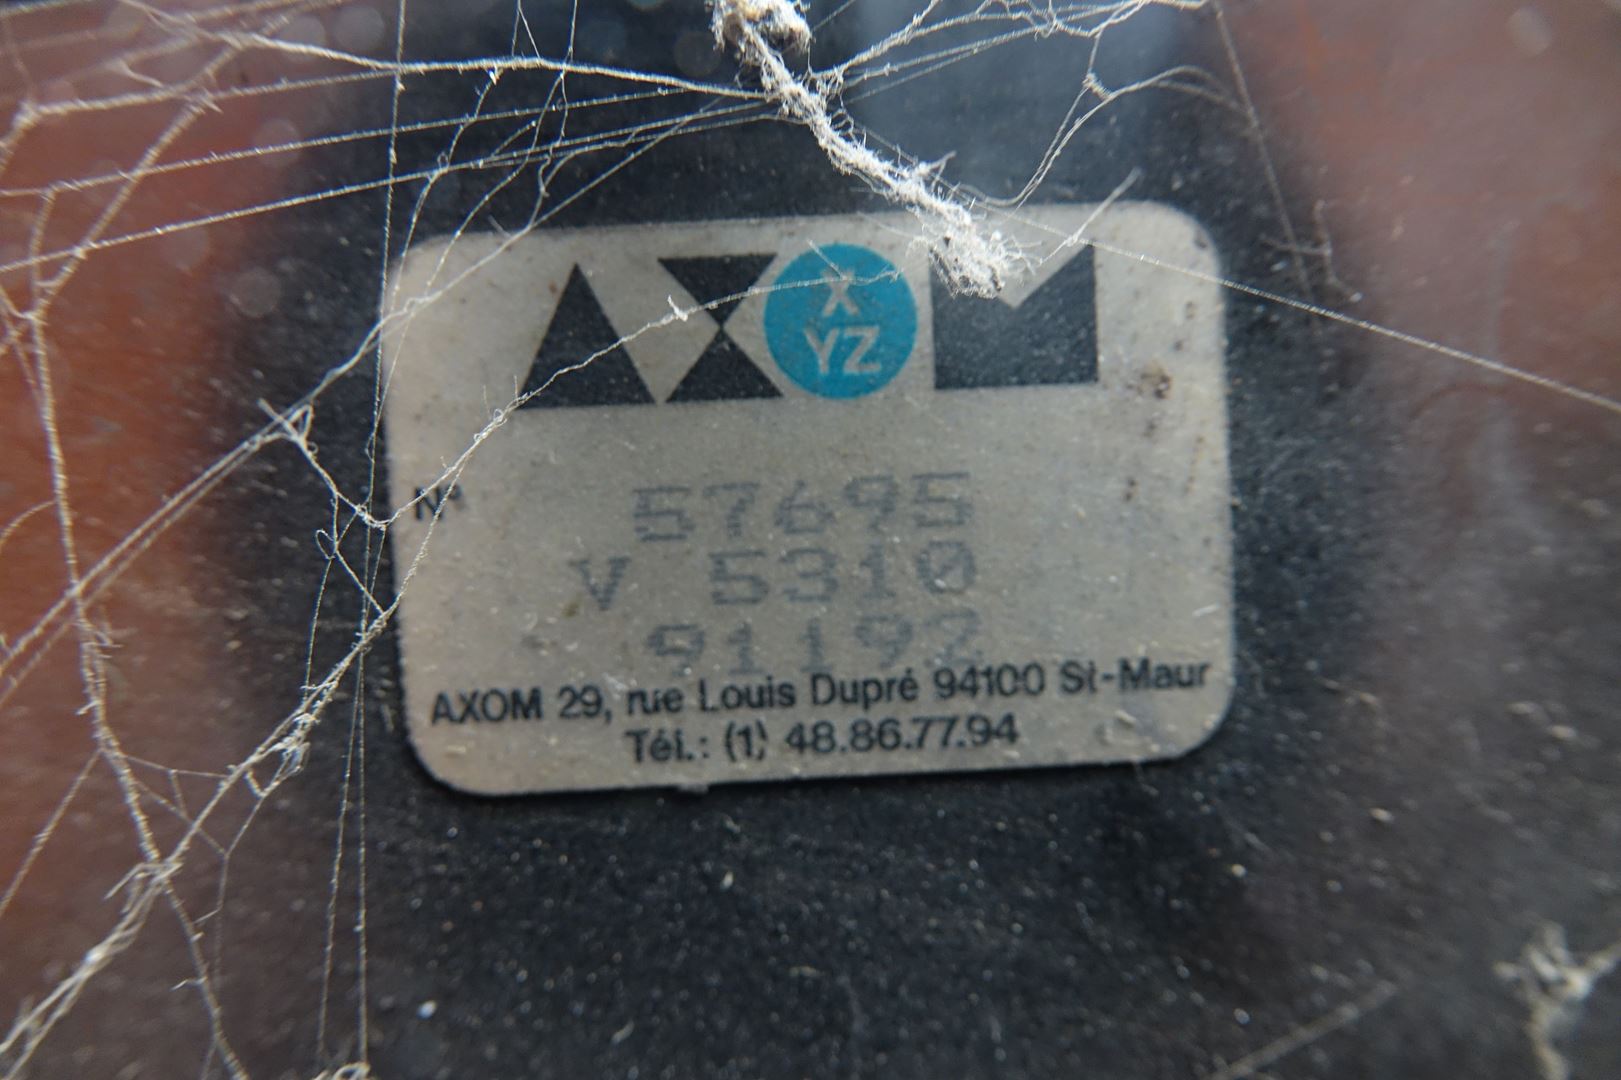 AXOM
X
YZ
N°
57695
V 5310
91192
AXOM 29, rue Louis Dupré 94100 St-Maur
Tél.: (1) 48.86.77.94